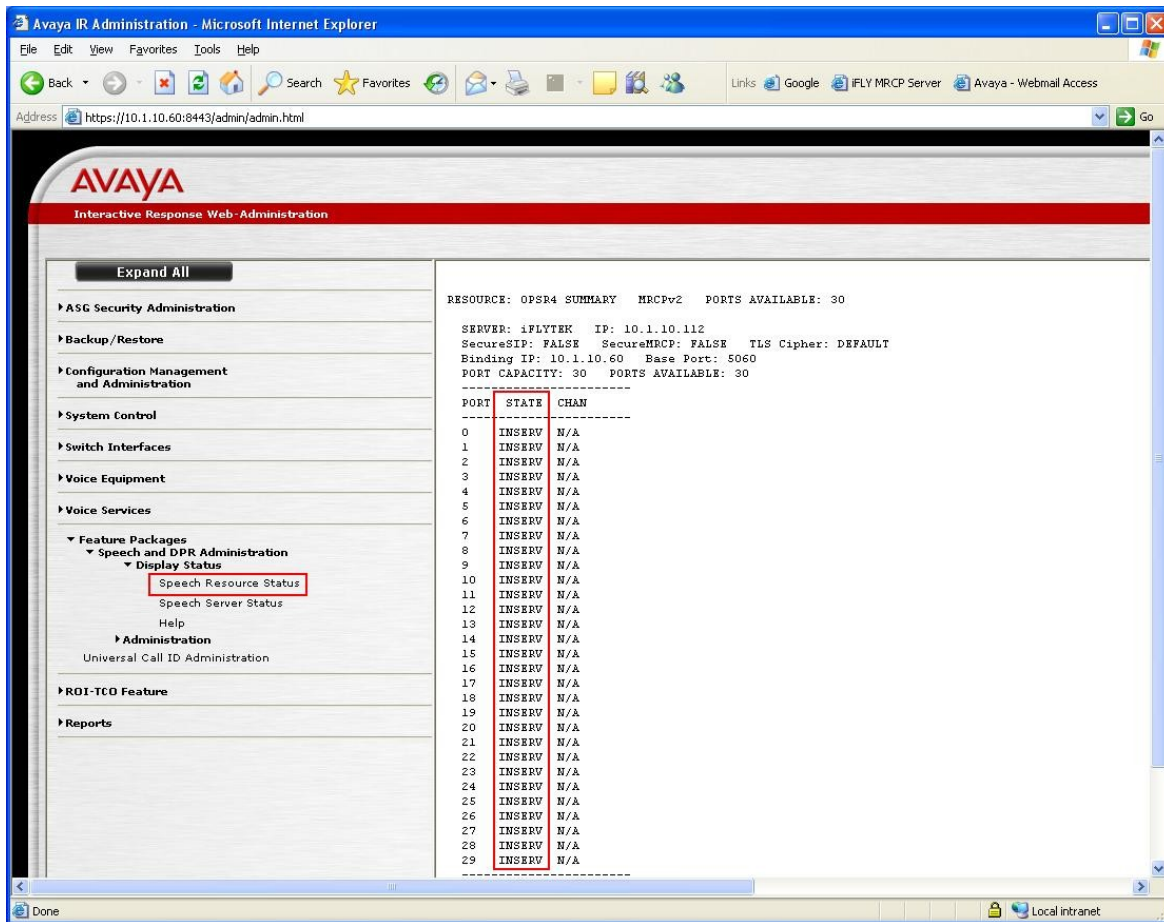 Avaya IR Administration - Microsoft Internet Explorer
File Edit View Favorites Tools Help
Back Search Favorites Links Google iFLY MRCP Server Avaya - Webmail Access
Address https://10.1.10.60:8443/admin/admin.html Go
AVAYA
Interactive Response Web-Administration
Expand All
ASG Security Administration
Backup/Restore
Configuration Management
and Administration
System Control
Switch Interfaces
Voice Equipment
Voice Services
Feature Packages
Speech and DPR Administration
Display Status
Speech Resource Status
Speech Server Status
Help
Administration
Universal Call ID Administration
ROI-TCO Feature
Reports
RESOURCE: OPSR4 SUMMARY MRCPv2 PORTS AVAILABLE: 30
SERVER: iFLYTEK IP: 10.1.10.112
SecureSIP: FALSE SecureMRCP: FALSE TLS Cipher: DEFAULT
Binding IP: 10.1.10.60 Base Port: 5060
PORT CAPACITY: 30 PORTS AVAILABLE: 30
------------------------
PORT STATE CHAN
------------------------
0 INSERV N/A
1 INSERV N/A
2 INSERV N/A
3 INSERV N/A
4 INSERV N/A
5 INSERV N/A
6 INSERV N/A
7 INSERV N/A
8 INSERV N/A
9 INSERV N/A
10 INSERV N/A
11 INSERV N/A
12 INSERV N/A
13 INSERV N/A
14 INSERV N/A
15 INSERV N/A
16 INSERV N/A
17 INSERV N/A
18 INSERV N/A
19 INSERV N/A
20 INSERV N/A
21 INSERV N/A
22 INSERV N/A
23 INSERV N/A
24 INSERV N/A
25 INSERV N/A
26 INSERV N/A
27 INSERV N/A
28 INSERV N/A
29 INSERV N/A
------------------------
Done Local intranet